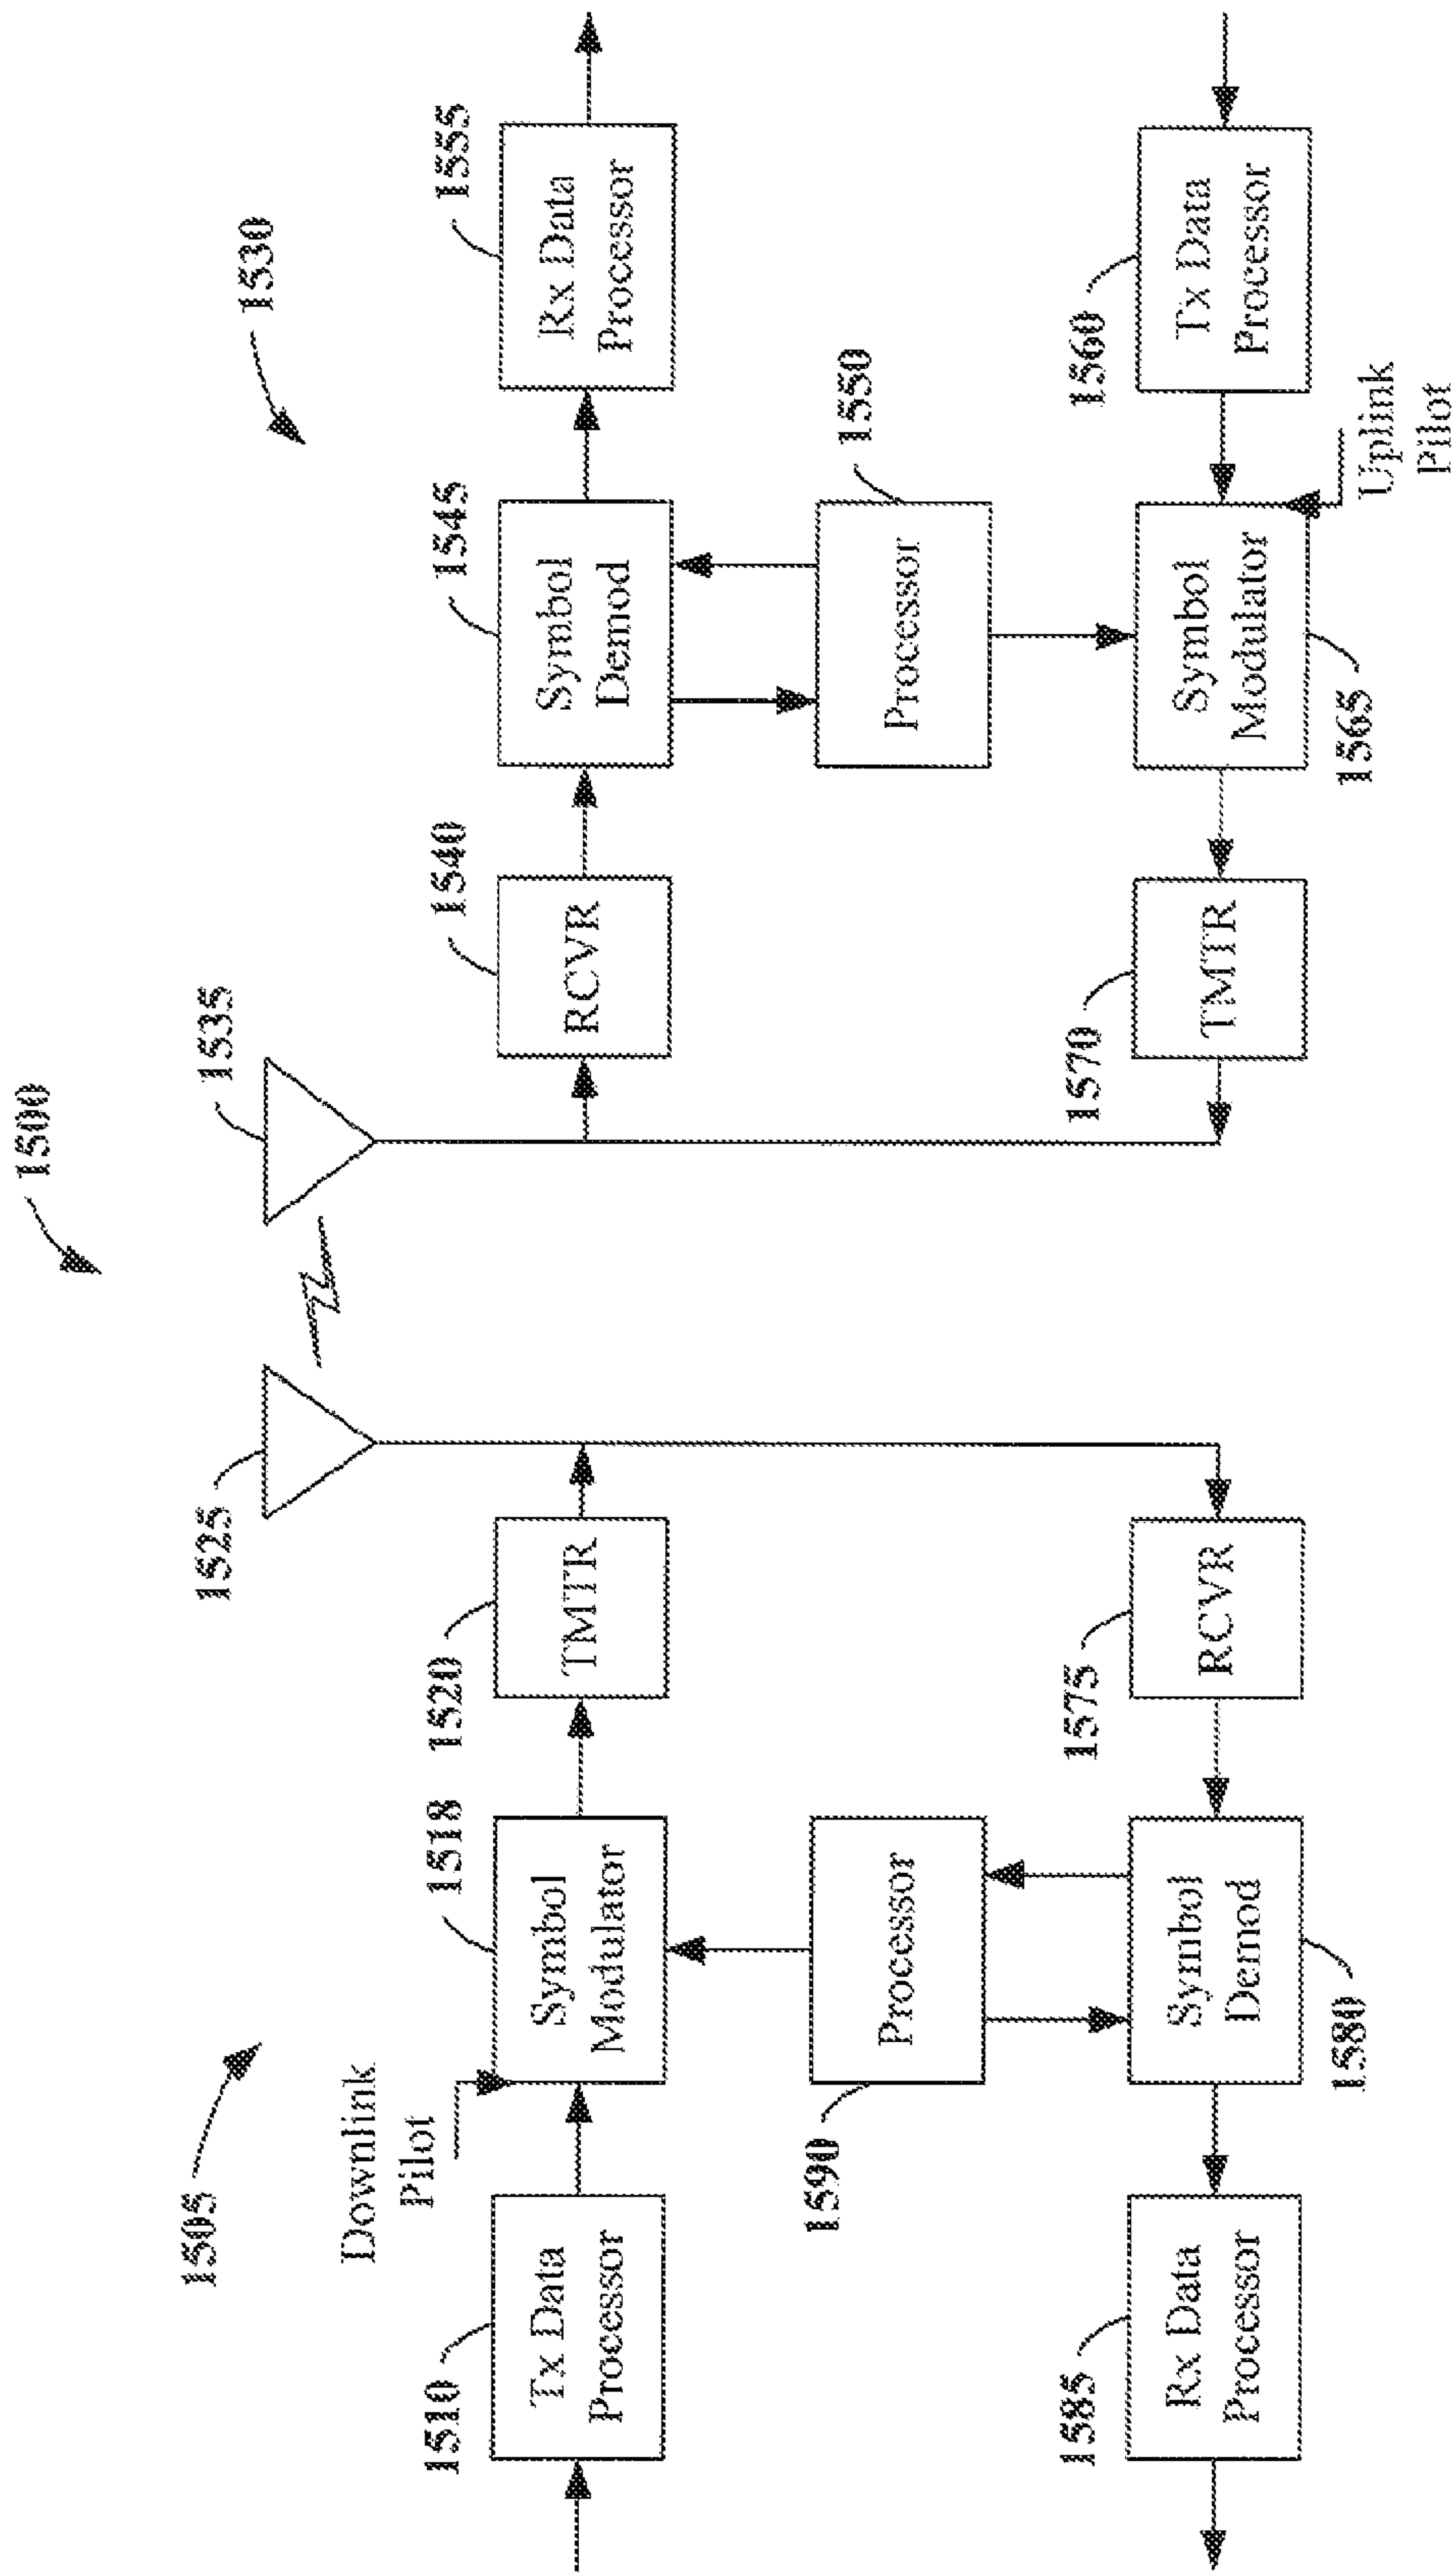 1500
1505
1525
1535
1530
Downlink
Pilot
1510
Tx Data
Processor
1518
Symbol
Modulator
1520
TMTR
1540
RCVR
1545
Symbol
Demod
1555
Rx Data
Processor
1590
Processor
1550
Processor
1585
Rx Data
Processor
Symbol
Demod
1580
1575
RCVR
1570
TMTR
Symbol
Modulator
1565
1560
Tx Data
Processor
Uplink
Pilot